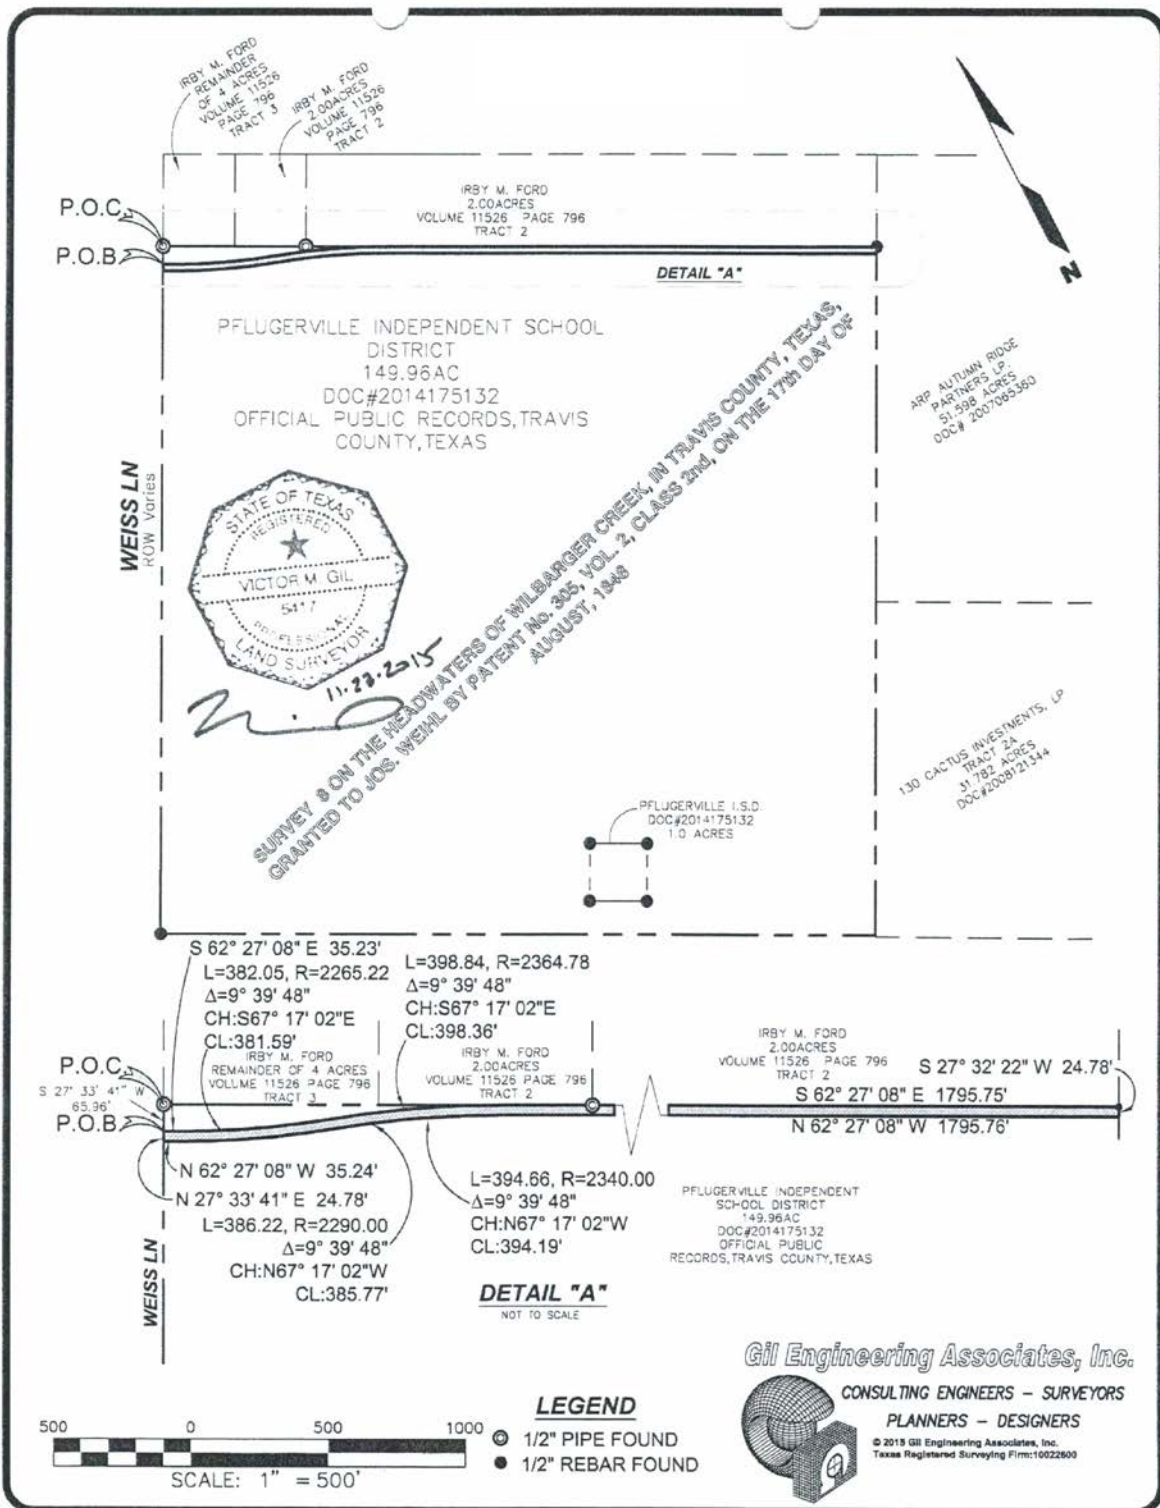 IRBY M. FORD
REMAINDER
OF 4 ACRES
VOLUME 11526
PAGE 796
TRACT 3
IRBY M. FORD
2.00ACRES
VOLUME 11526
PAGE 796
TRACT 2
IRBY M. FORD
2.00ACRES
VOLUME 11526 PAGE 796
TRACT 2
P.O.C.
P.O.B
DETAIL "A"
N
PFLUGERVILLE INDEPENDENT SCHOOL
DISTRICT
149.96AC
DOC#2014175132
OFFICIAL PUBLIC RECORDS,TRAVIS
COUNTY,TEXAS
WEISS LN
ROW Varies
STATE OF TEXAS
REGISTERED
VICTOR M. GIL
5417
PROFESSIONAL
LAND SURVEYOR
11.23.2015
SURVEY 8 ON THE HEADWATERS OF WILBARGER CREEK, IN TRAVIS COUNTY, TEXAS,
GRANTED TO JOS. WEIHL BY PATENT No. 305, VOL. 2, CLASS 2nd, ON THE 17th DAY OF
AUGUST, 1846
ARP AUTUMN RIDGE
PARTNERS LP.
51.598 ACRES
DOC# 2007065360
130 CACTUS INVESTMENTS, LP
TRACT 2A
31.782 ACRES
DOC#2008121344
PFLUGERVILLE I.S.D.
DOC#2014175132
1.0 ACRES
S 62° 27' 08" E 35.23'
L=382.05, R=2265.22
Δ=9° 39' 48"
CH:S67° 17' 02"E
CL:381.59'
L=398.84, R=2364.78
Δ=9° 39' 48"
CH:S67° 17' 02"E
CL:398.36'
IRBY M. FORD
REMAINDER OF 4 ACRES
VOLUME 11526 PAGE 796
TRACT 3
IRBY M. FORD
2.00ACRES
VOLUME 11526 PAGE 796
TRACT 2
IRBY M. FORD
2.00ACRES
VOLUME 11526 PAGE 796
TRACT 2
S 27° 32' 22" W 24.78'
P.O.C.
S 27° 33' 41" W
65.96'
P.O.B
S 62° 27' 08" E 1795.75'
N 62° 27' 08" W 1795.76'
N 62° 27' 08" W 35.24'
N 27° 33' 41" E 24.78'
L=386.22, R=2290.00
Δ=9° 39' 48"
CH:N67° 17' 02"W
CL:385.77'
L=394.66, R=2340.00
Δ=9° 39' 48"
CH:N67° 17' 02"W
CL:394.19'
PFLUGERVILLE INDEPENDENT
SCHOOL DISTRICT
149.96AC
DOC#2014175132
OFFICIAL PUBLIC
RECORDS,TRAVIS COUNTY,TEXAS
WEISS LN
DETAIL "A"
NOT TO SCALE
Gil Engineering Associates, Inc.
CONSULTING ENGINEERS – SURVEYORS
PLANNERS – DESIGNERS
© 2015 Gil Engineering Associates, Inc.
Texas Registered Surveying Firm:10022600
LEGEND
1/2" PIPE FOUND
1/2" REBAR FOUND
500 0 500 1000
SCALE: 1" = 500'